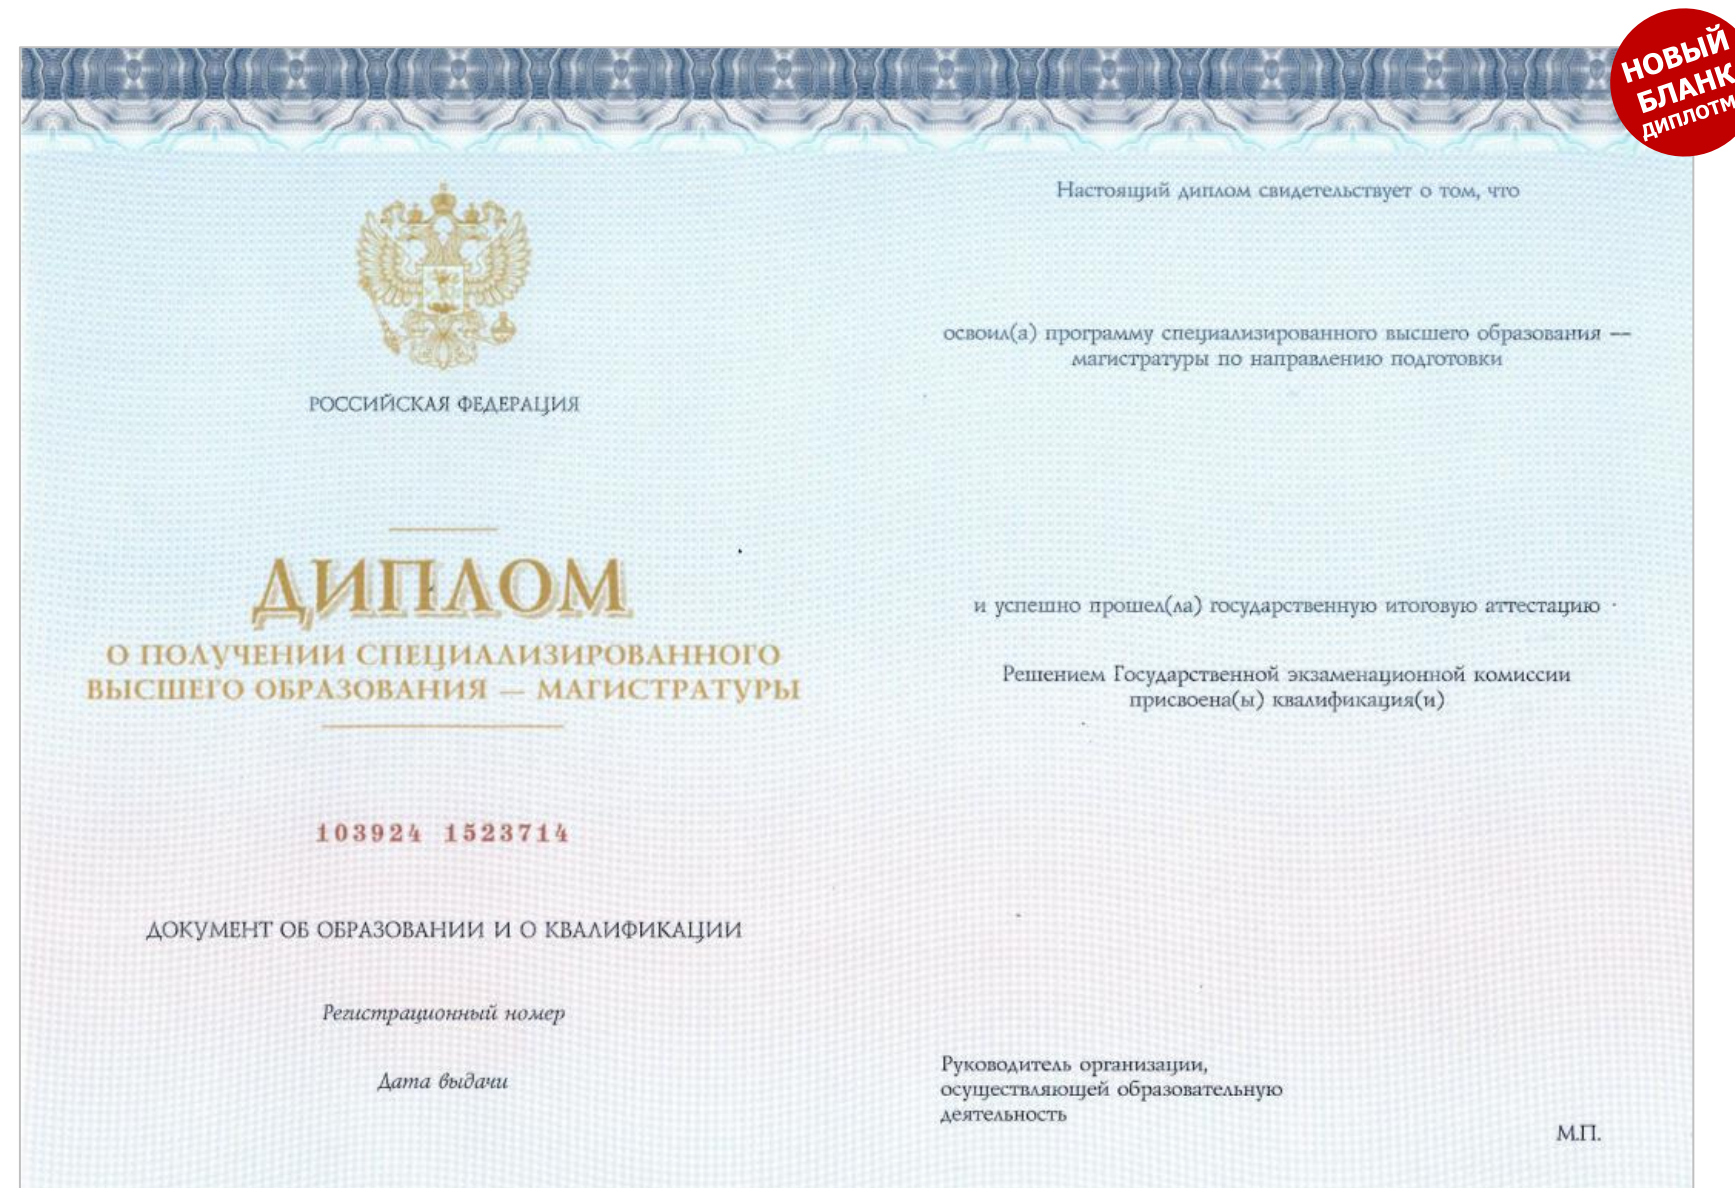 НОВЫЙ
БЛАНК
ДИПЛОТМ
РОССИЙСКАЯ ФЕДЕРАЦИЯ
ДИПЛОМ
О ПОЛУЧЕНИИ СПЕЦИАЛИЗИРОВАННОГО
ВЫСШЕГО ОБРАЗОВАНИЯ — МАГИСТРАТУРЫ
103924 1523714
ДОКУМЕНТ ОБ ОБРАЗОВАНИИ И О КВАЛИФИКАЦИИ
Регистрационный номер
Дата выдачи
Настоящий диплом свидетельствует о том, что
освоил(а) программу специализированного высшего образования —
магистратуры по направлению подготовки
и успешно прошел(ла) государственную итоговую аттестацию
Решением Государственной экзаменационной комиссии
присвоена(ы) квалификация(и)
Руководитель организации,
осуществляющей образовательную
деятельность
М.П.